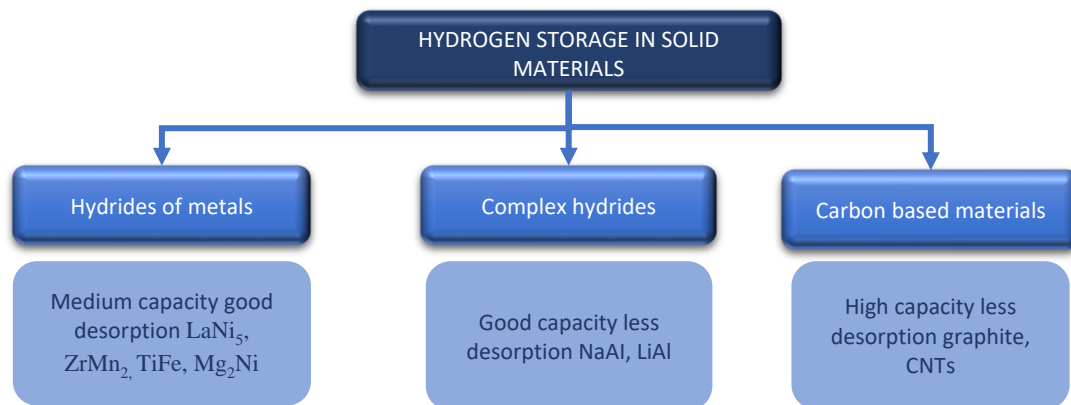 HYDROGEN STORAGE IN SOLID
MATERIALS
Hydrides of metals
Complex hydrides
Carbon based materials
Medium capacity good
desorption LaNi₅,
ZrMn₂, TiFe, Mg₂Ni
Good capacity less
desorption NaAI, LiAl
High capacity less
desorption graphite,
CNTs